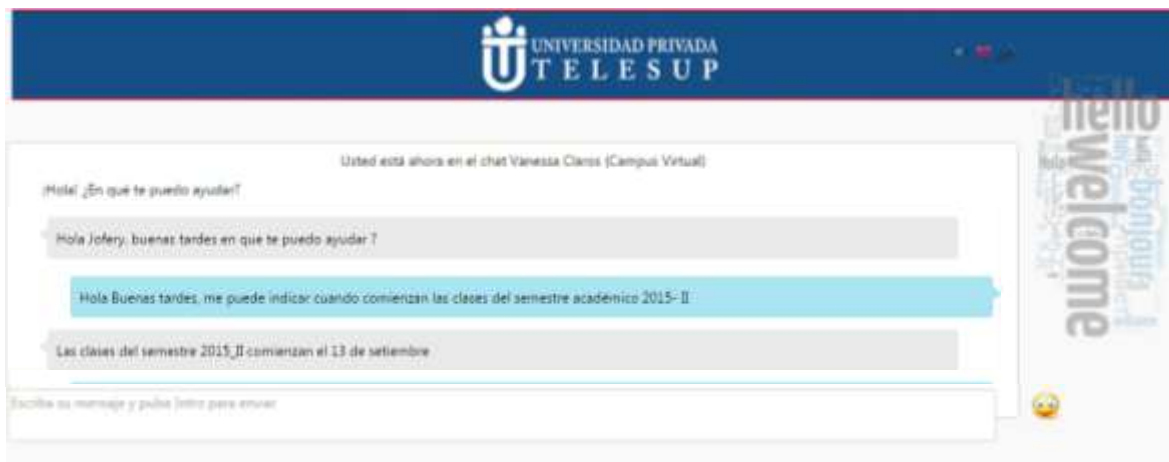 UNIVERSIDAD PRIVADA
TELESUP
Usted está ahora en el chat Vanessa Claros (Campus Virtual)
¡Hola! ¿En qué te puedo ayudar?
Hola Jofery, buenas tardes en que te puedo ayudar ?
Hola Buenas tardes, me puede indicar cuando comienzan las clases del semestre académico 2015- II
Las clases del semestre 2015_II comienzan el 13 de setiembre
Escriba su mensaje y pulse Intro para enviar
hello
welcome
bonjour